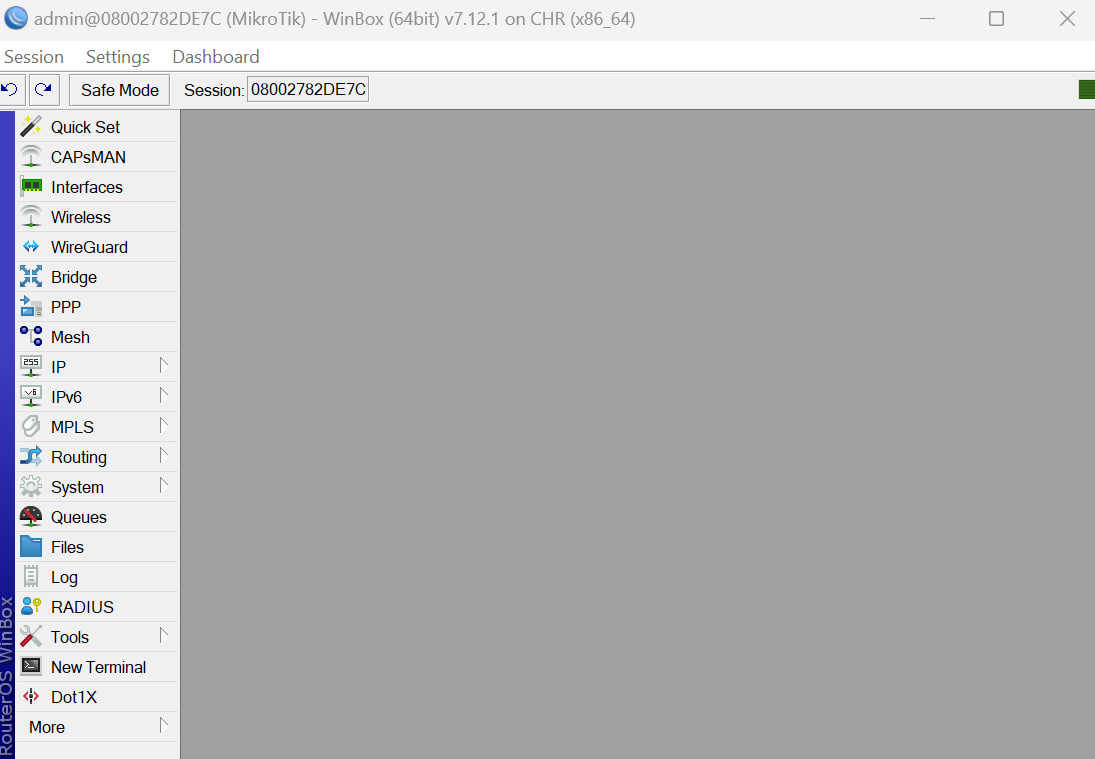 admin@08002782DE7C (MikroTik) - WinBox (64bit) v7.12.1 on CHR (x86_64)
Session Settings Dashboard
Safe Mode Session: 08002782DE7C
Quick Set
CAPsMAN
Interfaces
Wireless
WireGuard
Bridge
PPP
Mesh
255 IP
v6 IPv6
MPLS
Routing
System
Queues
Files
Log
RADIUS
Tools
New Terminal
Dot1X
More
RouterOS WinBox